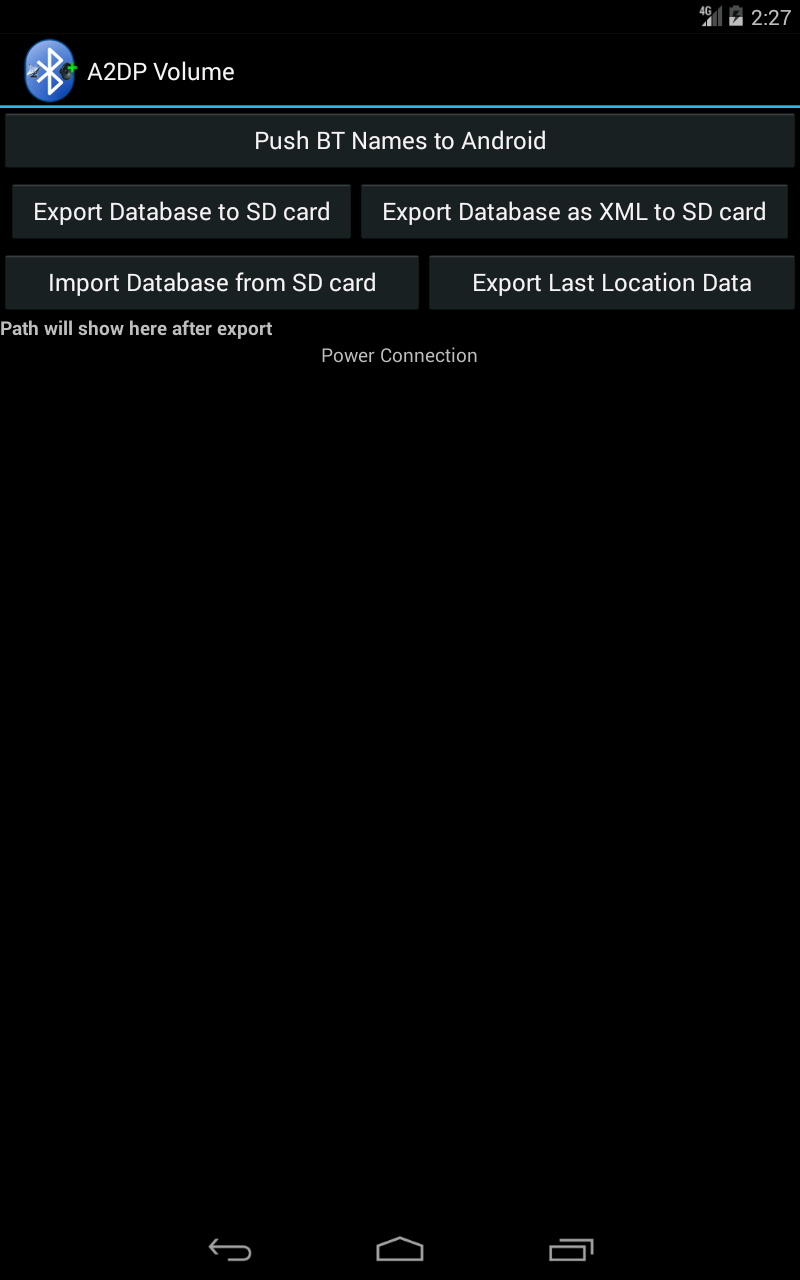 4G 2:27
A2DP Volume
Push BT Names to Android
Export Database to SD card Export Database as XML to SD card
Import Database from SD card Export Last Location Data
Path will show here after export
Power Connection